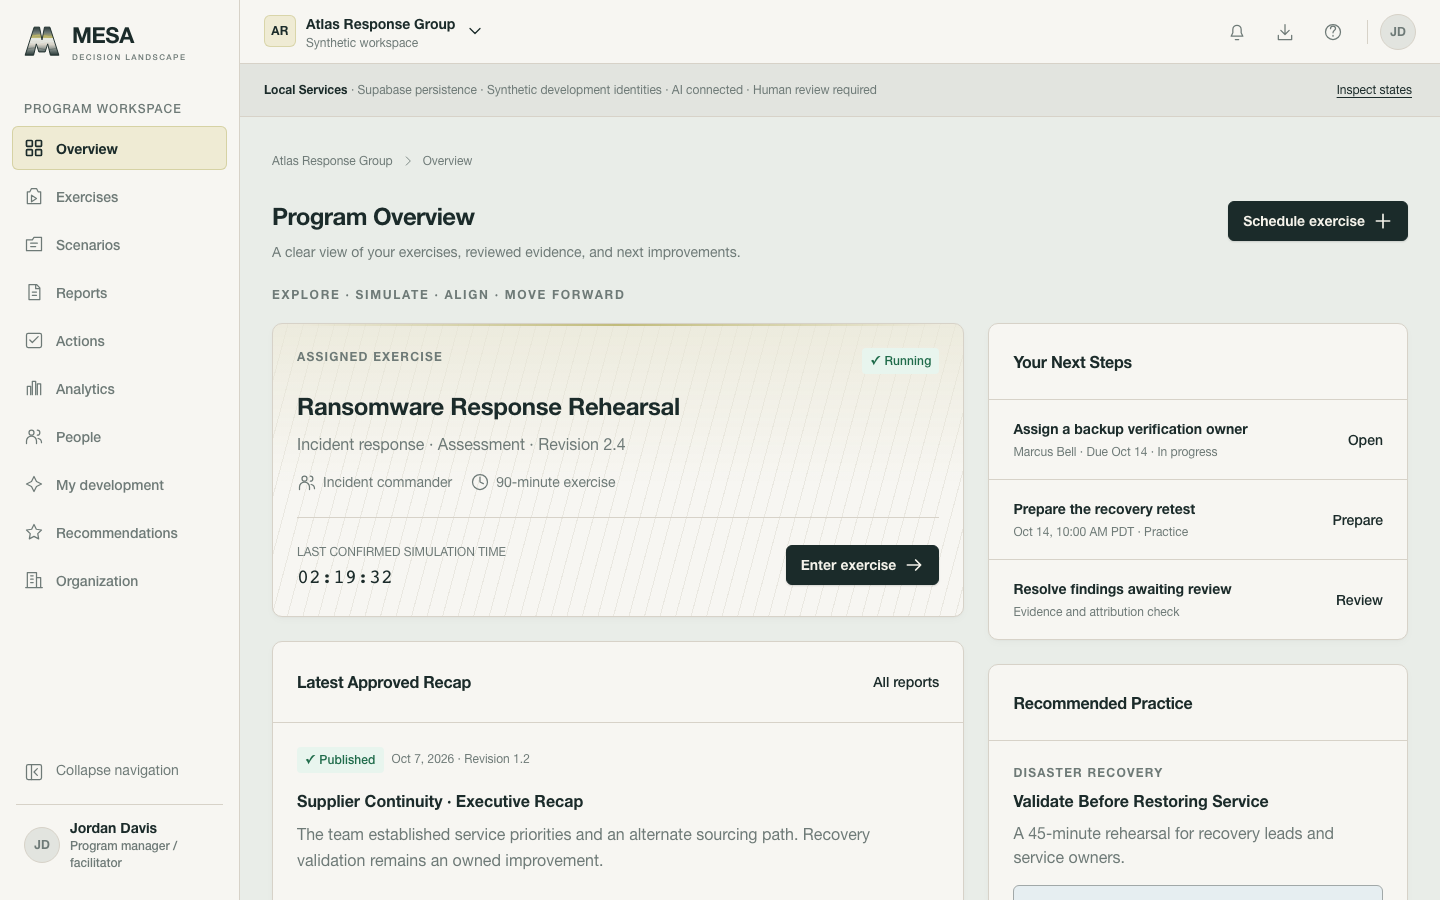 MESA
DECISION LANDSCAPE
PROGRAM WORKSPACE
Overview
Exercises
Scenarios
Reports
Actions
Analytics
People
My development
Recommendations
Organization
Collapse navigation
JD
Jordan Davis
Program manager /
facilitator
AR
Atlas Response Group
Synthetic workspace
JD
Local Services · Supabase persistence · Synthetic development identities · AI connected · Human review required
Inspect states
Atlas Response Group > Overview
Program Overview
A clear view of your exercises, reviewed evidence, and next improvements.
Schedule exercise
EXPLORE · SIMULATE · ALIGN · MOVE FORWARD
ASSIGNED EXERCISE
✓ Running
Ransomware Response Rehearsal
Incident response · Assessment · Revision 2.4
Incident commander
90-minute exercise
LAST CONFIRMED SIMULATION TIME
02:19:32
Enter exercise
Latest Approved Recap
All reports
✓ Published
Oct 7, 2026 · Revision 1.2
Supplier Continuity · Executive Recap
The team established service priorities and an alternate sourcing path. Recovery
validation remains an owned improvement.
Your Next Steps
Assign a backup verification owner
Marcus Bell · Due Oct 14 · In progress
Open
Prepare the recovery retest
Oct 14, 10:00 AM PDT · Practice
Prepare
Resolve findings awaiting review
Evidence and attribution check
Review
Recommended Practice
DISASTER RECOVERY
Validate Before Restoring Service
A 45-minute rehearsal for recovery leads and
service owners.